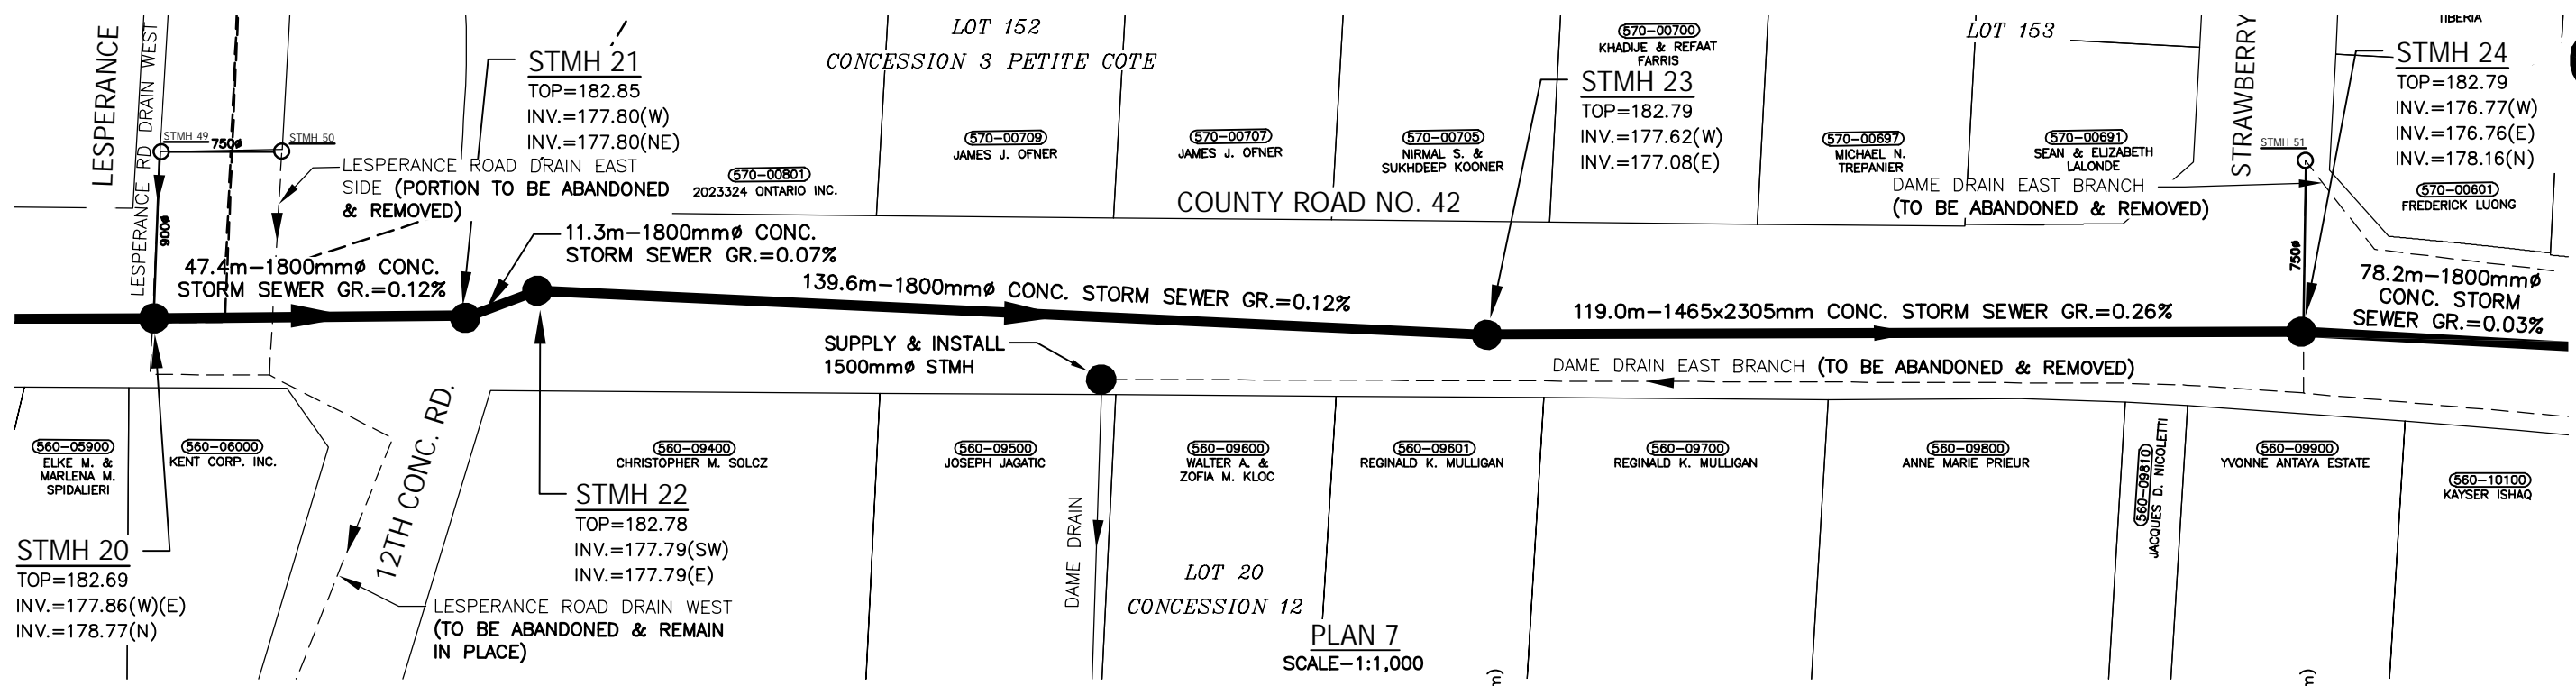 LESPERANCE
LESPERANCE RD DRAIN WEST
LESPERANCE RD DRAIN WEST
STMH 49
750ø
STMH 50
900ø
LESPERANCE ROAD DRAIN EAST
SIDE (PORTION TO BE ABANDONED
& REMOVED)
47.4m–1800mmø CONC.
STORM SEWER GR.=0.12%
STMH 21
TOP=182.85
INV.=177.80(W)
INV.=177.80(NE)
11.3m–1800mmø CONC.
STORM SEWER GR.=0.07%
570-00801
2023324 ONTARIO INC.
LOT 152
CONCESSION 3 PETITE COTE
570-00709
JAMES J. OFNER
570-00707
JAMES J. OFNER
570-00705
NIRMAL S. &
SUKHDEEP KOONER
COUNTY ROAD NO. 42
570-00700
KHADIJE & REFAAT
FARRIS
STMH 23
TOP=182.79
INV.=177.62(W)
INV.=177.08(E)
LOT 153
570-00697
MICHAEL N.
TREPANIER
570-00691
SEAN & ELIZABETH
LALONDE
DAME DRAIN EAST BRANCH
(TO BE ABANDONED & REMOVED)
STRAWBERRY
STMH 51
750ø
TIBERIA
STMH 24
TOP=182.79
INV.=176.77(W)
INV.=176.76(E)
INV.=178.16(N)
570-00601
FREDERICK LUONG
139.6m–1800mmø CONC. STORM SEWER GR.=0.12%
119.0m–1465x2305mm CONC. STORM SEWER GR.=0.26%
78.2m–1800mmø
CONC. STORM
SEWER GR.=0.03%
SUPPLY & INSTALL
1500mmø STMH
DAME DRAIN EAST BRANCH (TO BE ABANDONED & REMOVED)
560-05900
ELKE M. &
MARLENA M.
SPIDALIERI
560-06000
KENT CORP. INC.
12TH CONC. RD.
560-09400
CHRISTOPHER M. SOLCZ
560-09500
JOSEPH JAGATIC
560-09600
WALTER A. &
ZOFIA M. KLOC
560-09601
REGINALD K. MULLIGAN
560-09700
REGINALD K. MULLIGAN
560-09800
ANNE MARIE PRIEUR
560-09810
JACQUES D. NICOLETTI
560-09900
YVONNE ANTAYA ESTATE
560-10100
KAYSER ISHAQ
STMH 20
TOP=182.69
INV.=177.86(W)(E)
INV.=178.77(N)
STMH 22
TOP=182.78
INV.=177.79(SW)
INV.=177.79(E)
LESPERANCE ROAD DRAIN WEST
(TO BE ABANDONED & REMAIN
IN PLACE)
DAME DRAIN
LOT 20
CONCESSION 12
PLAN 7
SCALE–1:1,000
m)
m)